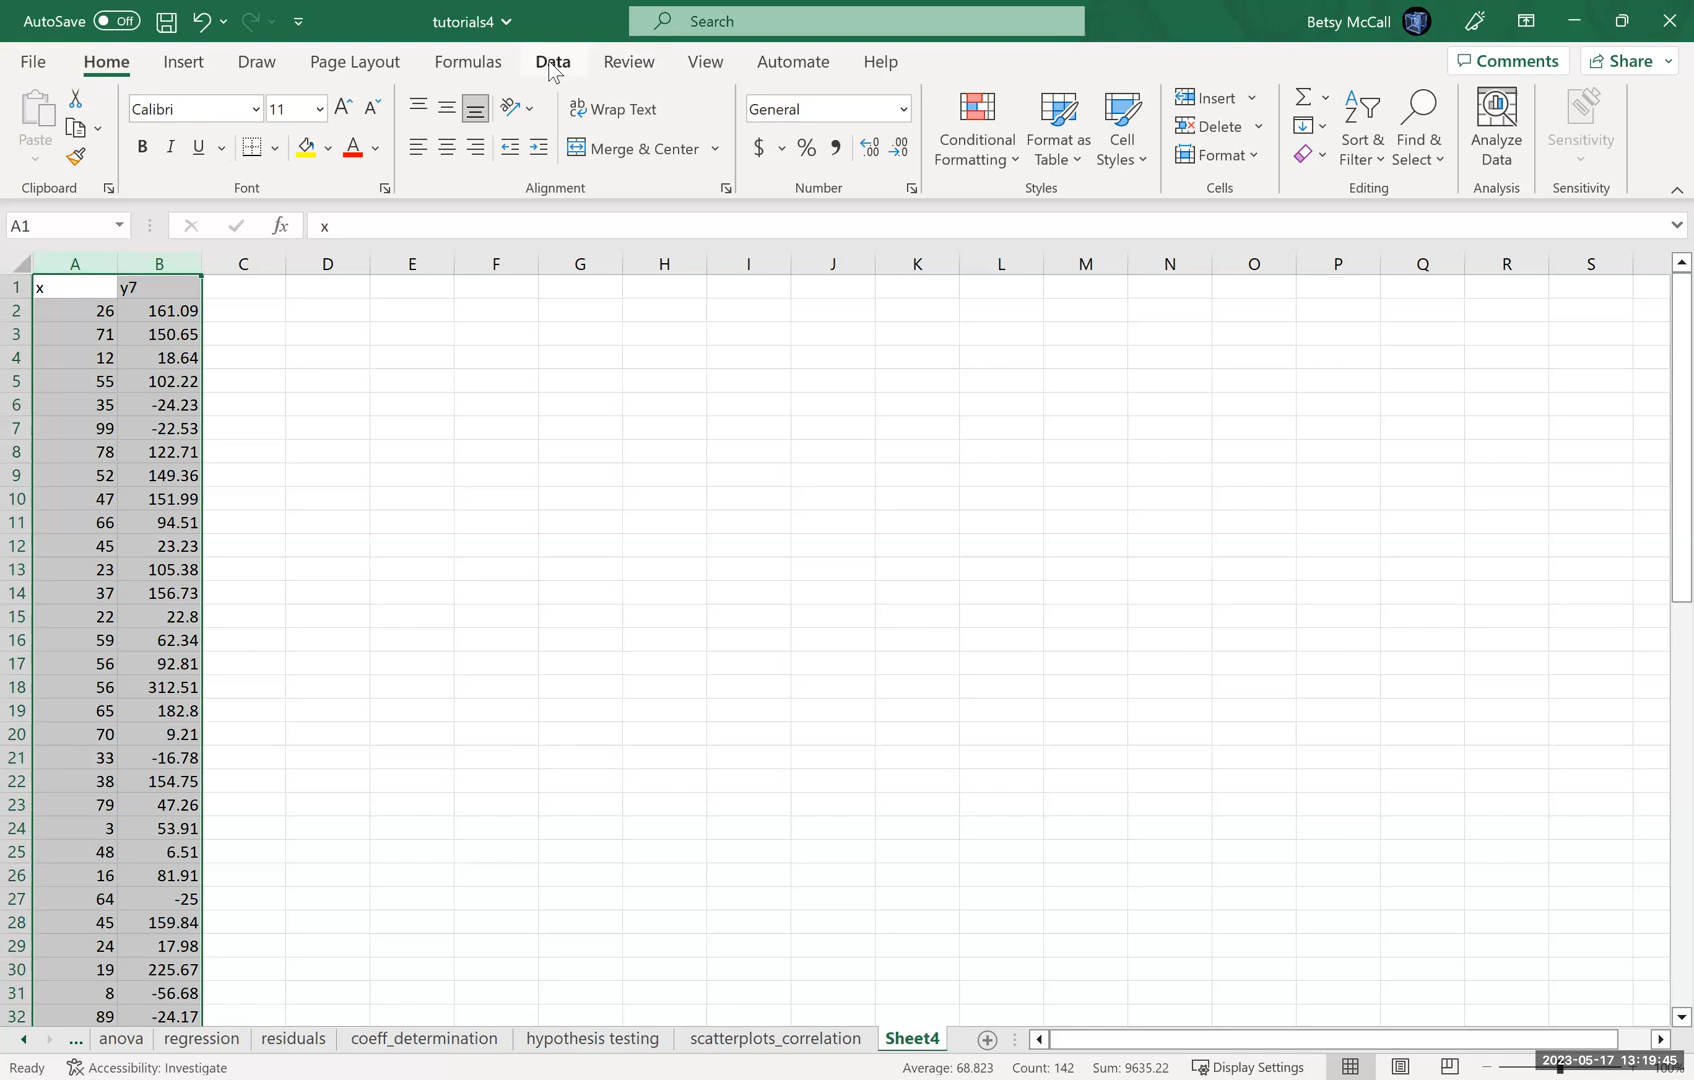 AutoSave Off tutorials4 Search Betsy McCall
File Home Insert Draw Page Layout Formulas Data Review View Automate Help Comments Share
Calibri 11 A A ab Wrap Text General Insert Σ A Z
Paste B I U A Merge & Center $ % , Conditional Formatting Format as Table Cell Styles Delete Format Sort & Filter Find & Select Analyze Data Sensitivity
Clipboard Font Alignment Number Styles Cells Editing Analysis Sensitivity
A1 fx x
A B C D E F G H I J K L M N O P Q R S
1 x y7
2 26 161.09
3 71 150.65
4 12 18.64
5 55 102.22
6 35 -24.23
7 99 -22.53
8 78 122.71
9 52 149.36
10 47 151.99
11 66 94.51
12 45 23.23
13 23 105.38
14 37 156.73
15 22 22.8
16 59 62.34
17 56 92.81
18 56 312.51
19 65 182.8
20 70 9.21
21 33 -16.78
22 38 154.75
23 79 47.26
24 3 53.91
25 48 6.51
26 16 81.91
27 64 -25
28 45 159.84
29 24 17.98
30 19 225.67
31 8 -56.68
32 89 -24.17
... anova regression residuals coeff_determination hypothesis testing scatterplots_correlation Sheet4
Ready Accessibility: Investigate Average: 68.823 Count: 142 Sum: 9635.22 Display Settings 2023-05-17 13:19:45